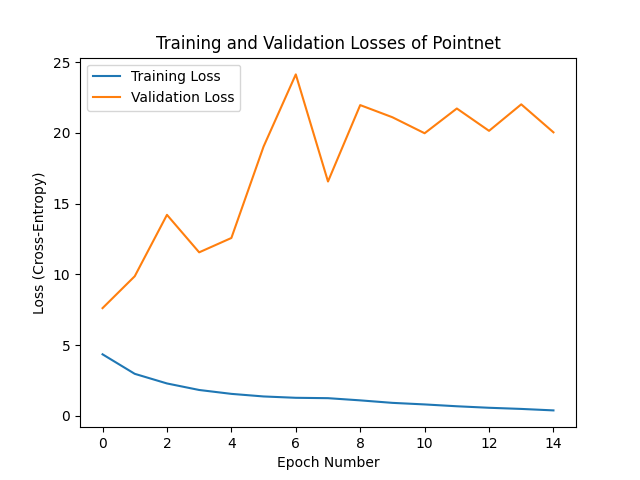 Training and Validation Losses of Pointnet
Training Loss
Validation Loss
25
20
15
10
5
0
Loss (Cross-Entropy)
0 2 4 6 8 10 12 14
Epoch Number